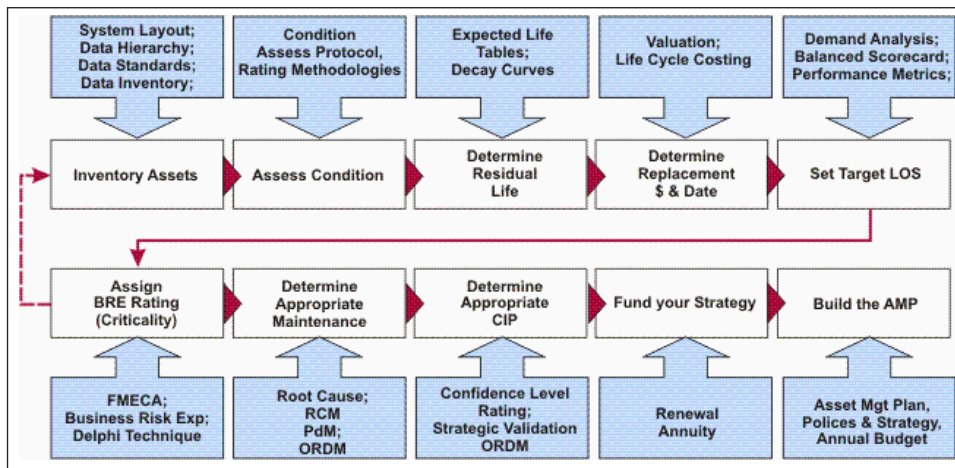 System Layout;
Data Hierarchy;
Data Standards;
Data Inventory;
Condition
Assess Protocol,
Rating Methodologies
Expected Life
Tables;
Decay Curves
Valuation;
Life Cycle Costing
Demand Analysis;
Balanced Scorecard;
Performance Metrics;
Inventory Assets
Assess Condition
Determine
Residual
Life
Determine
Replacement
$ & Date
Set Target LOS
Assign
BRE Rating
(Criticality)
Determine
Appropriate
Maintenance
Determine
Appropriate
CIP
Fund your Strategy
Build the AMP
FMECA;
Business Risk Exp;
Delphi Technique
Root Cause;
RCM
PdM;
ORDM
Confidence Level
Rating;
Strategic Validation
ORDM
Renewal
Annuity
Asset Mgt Plan,
Polices & Strategy,
Annual Budget